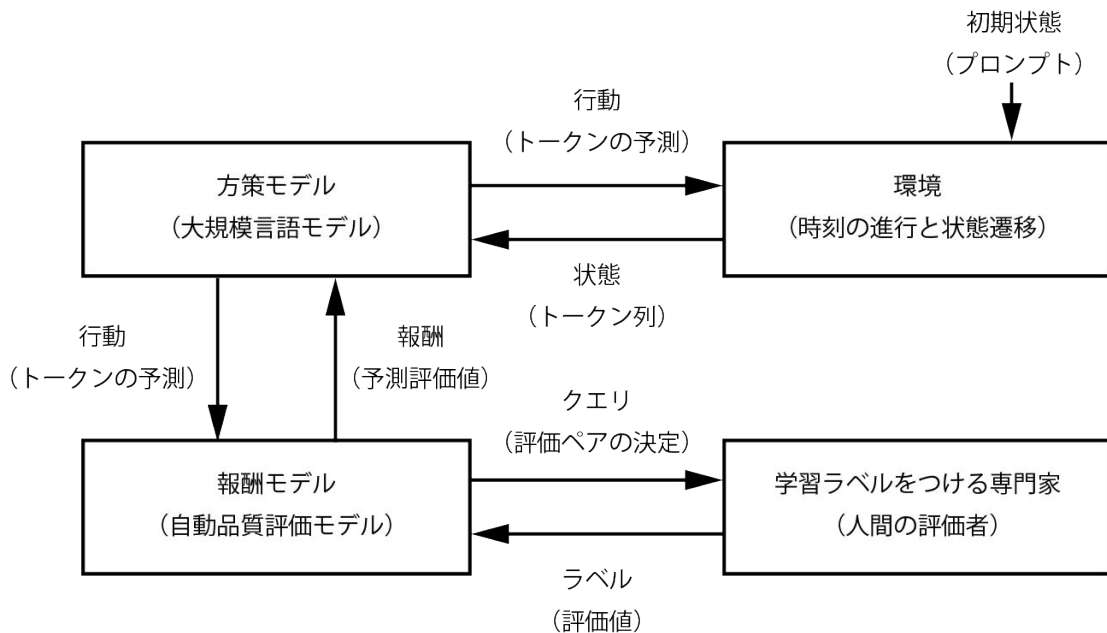 初期状態
（プロンプト）
行動
（トークンの予測）
方策モデル
（大規模言語モデル）
環境
（時刻の進行と状態遷移）
状態
（トークン列）
行動
（トークンの予測）
報酬
（予測評価値）
クエリ
（評価ペアの決定）
報酬モデル
（自動品質評価モデル）
学習ラベルをつける専門家
（人間の評価者）
ラベル
（評価値）